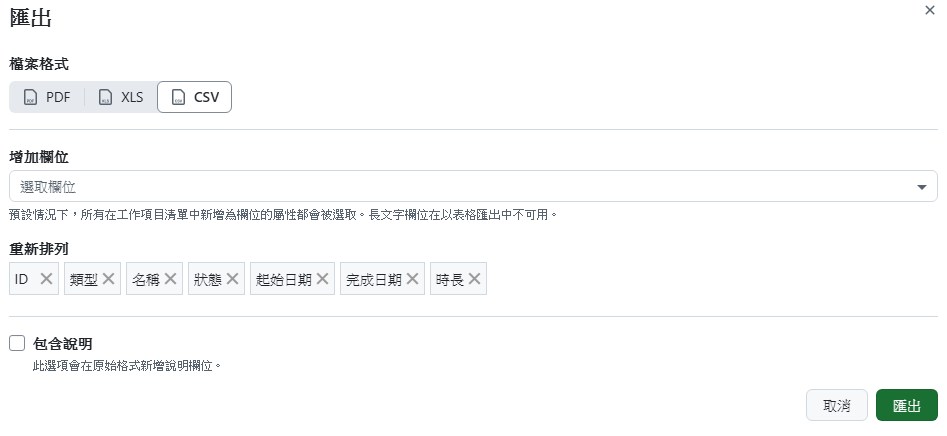 匯出
檔案格式
PDF XLS CSV
增加欄位
選取欄位
預設情況下，所有在工作項目清單中新增為欄位的屬性都會被選取。長文字欄位在以表格匯出中不可用。
重新排列
ID 類型 名稱 狀態 起始日期 完成日期 時長
包含說明
此選項會在原始格式新增說明欄位。
取消 匯出